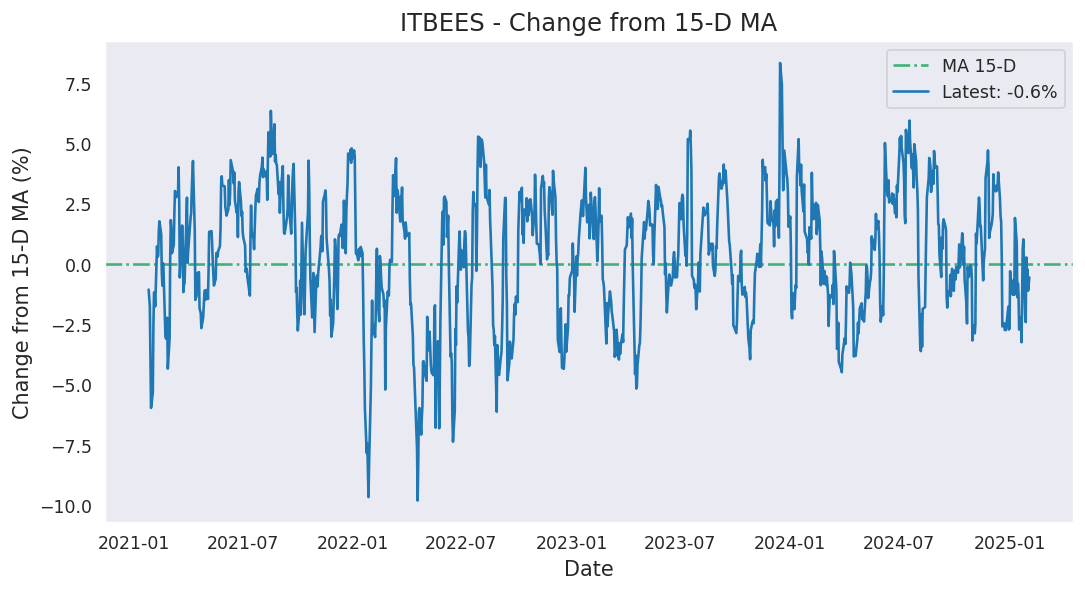 ITBEES - Change from 15-D MA
MA 15-D
Latest: -0.6%
Change from 15-D MA (%)
7.5
5.0
2.5
0.0
−2.5
−5.0
−7.5
−10.0
2021-01 2021-07 2022-01 2022-07 2023-01 2023-07 2024-01 2024-07 2025-01
Date